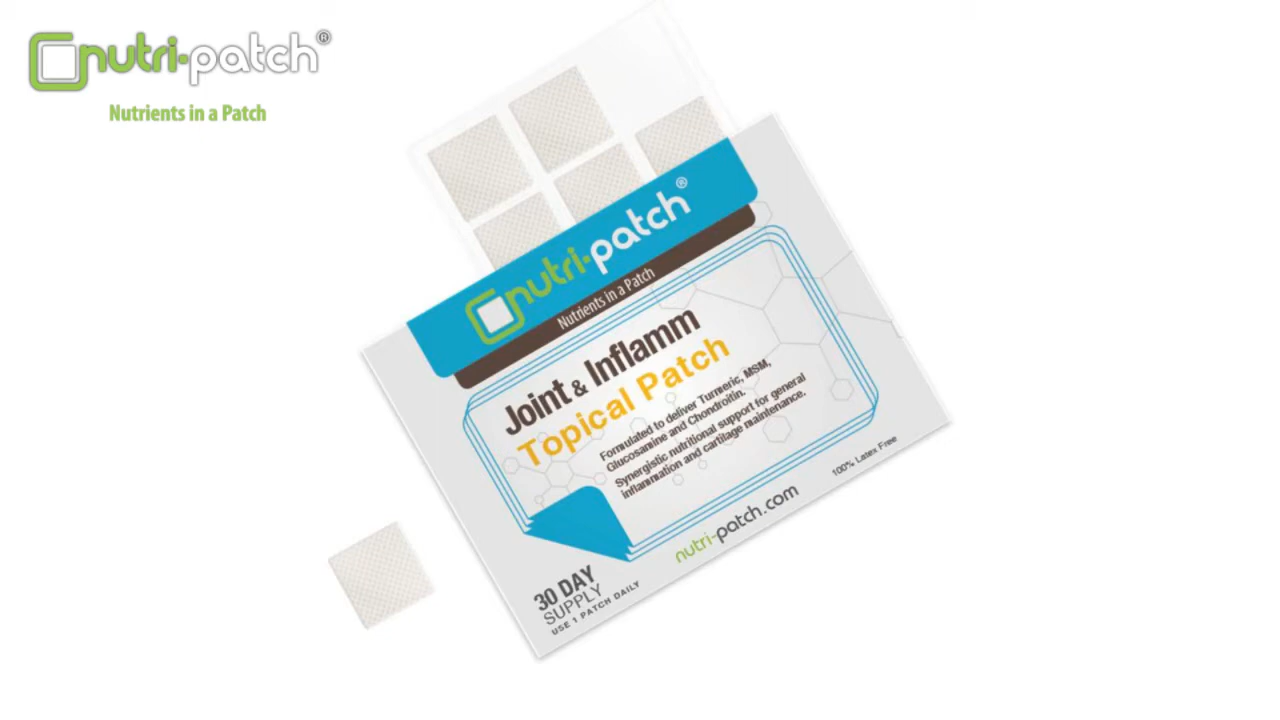 nutri-patch®
Nutrients in a Patch
nutri-patch®
Nutrients in a Patch
Joint & Inflamm
Topical Patch
Formulated to deliver Turmeric, MSM,
Glucosamine and Chondroitin.
Synergistic nutritional support for general
inflammation and cartilage maintenance.
100% Latex Free
nutri-patch.com
30 DAY
SUPPLY
USE 1 PATCH DAILY